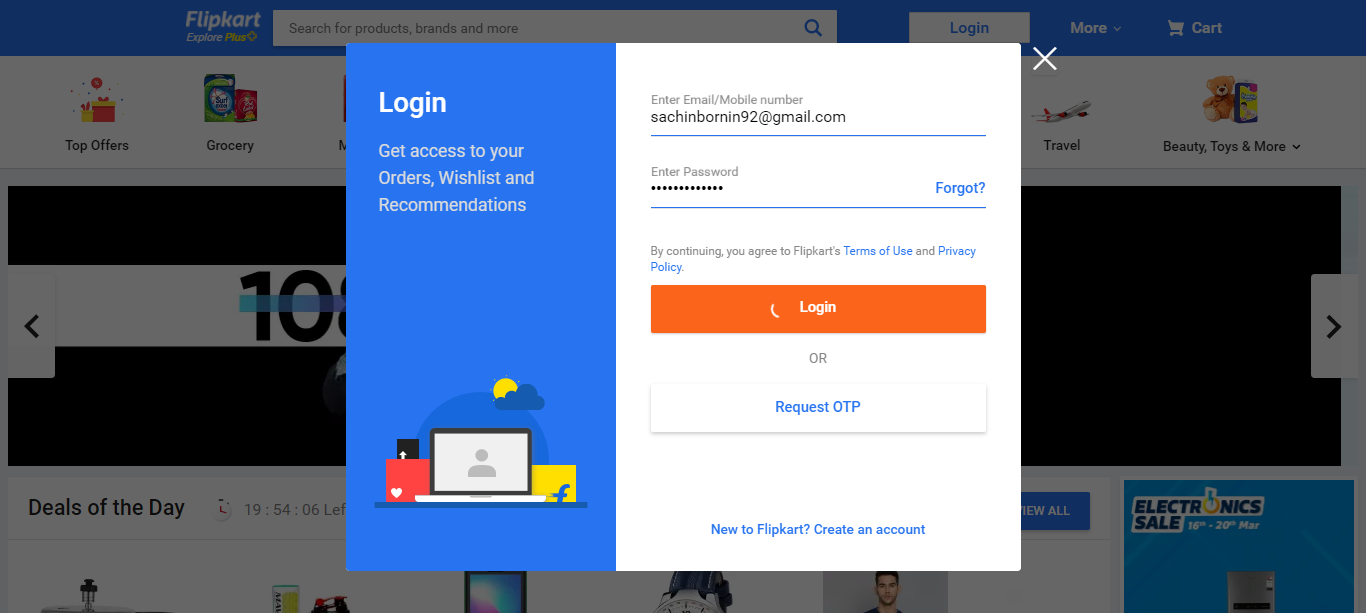 Flipkart
Explore Plus
Search for products, brands and more
Login
More
Cart
Top Offers
Grocery
M
Travel
Beauty, Toys & More
Login
Get access to your
Orders, Wishlist and
Recommendations
Enter Email/Mobile number
sachinbornin92@gmail.com
Enter Password
•••••••••••••
Forgot?
By continuing, you agree to Flipkart's Terms of Use and Privacy
Policy.
Login
OR
Request OTP
New to Flipkart? Create an account
108
Deals of the Day
19 : 54 : 06 Lef
IEW ALL
ELECTRONICS
SALE 16th - 20th Mar